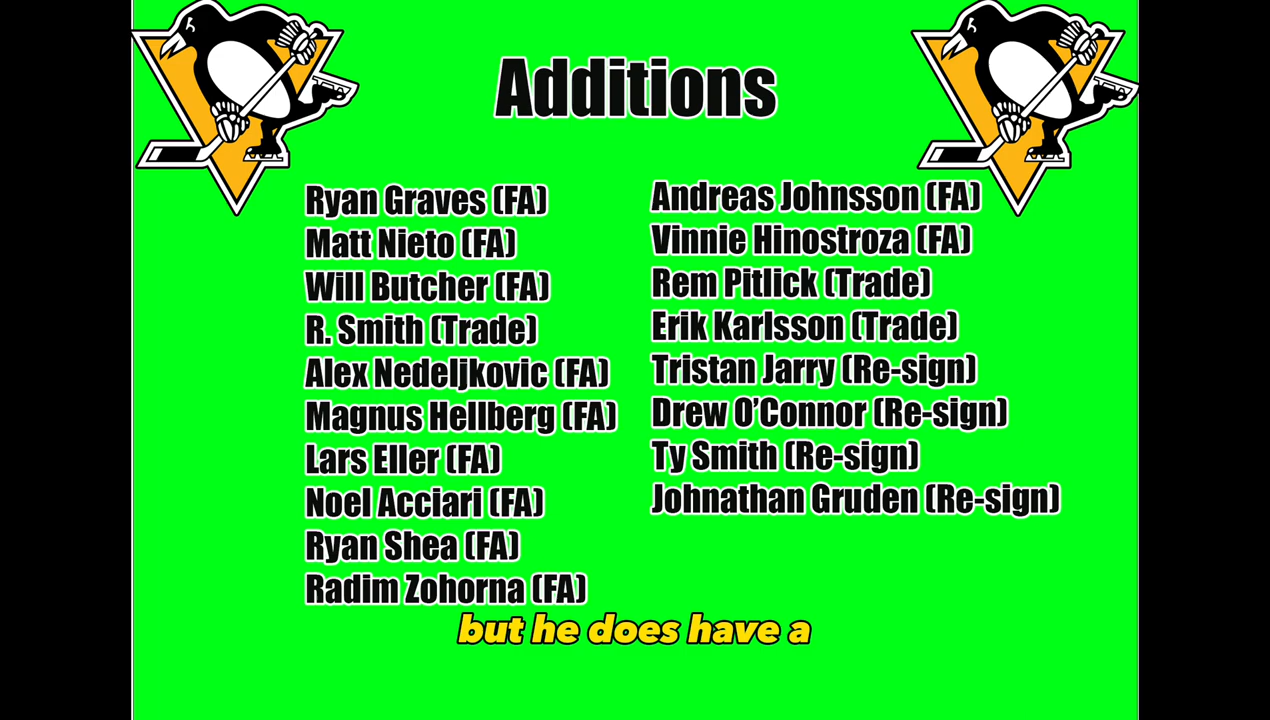 Additions
Ryan Graves (FA)
Matt Nieto (FA)
Will Butcher (FA)
R. Smith (Trade)
Alex Nedeljkovic (FA)
Magnus Hellberg (FA)
Lars Eller (FA)
Noel Acciari (FA)
Ryan Shea (FA)
Radim Zohorna (FA)
Andreas Johnsson (FA)
Vinnie Hinostroza (FA)
Rem Pitlick (Trade)
Erik Karlsson (Trade)
Tristan Jarry (Re-sign)
Drew O’Connor (Re-sign)
Ty Smith (Re-sign)
Johnathan Gruden (Re-sign)
but he does have a